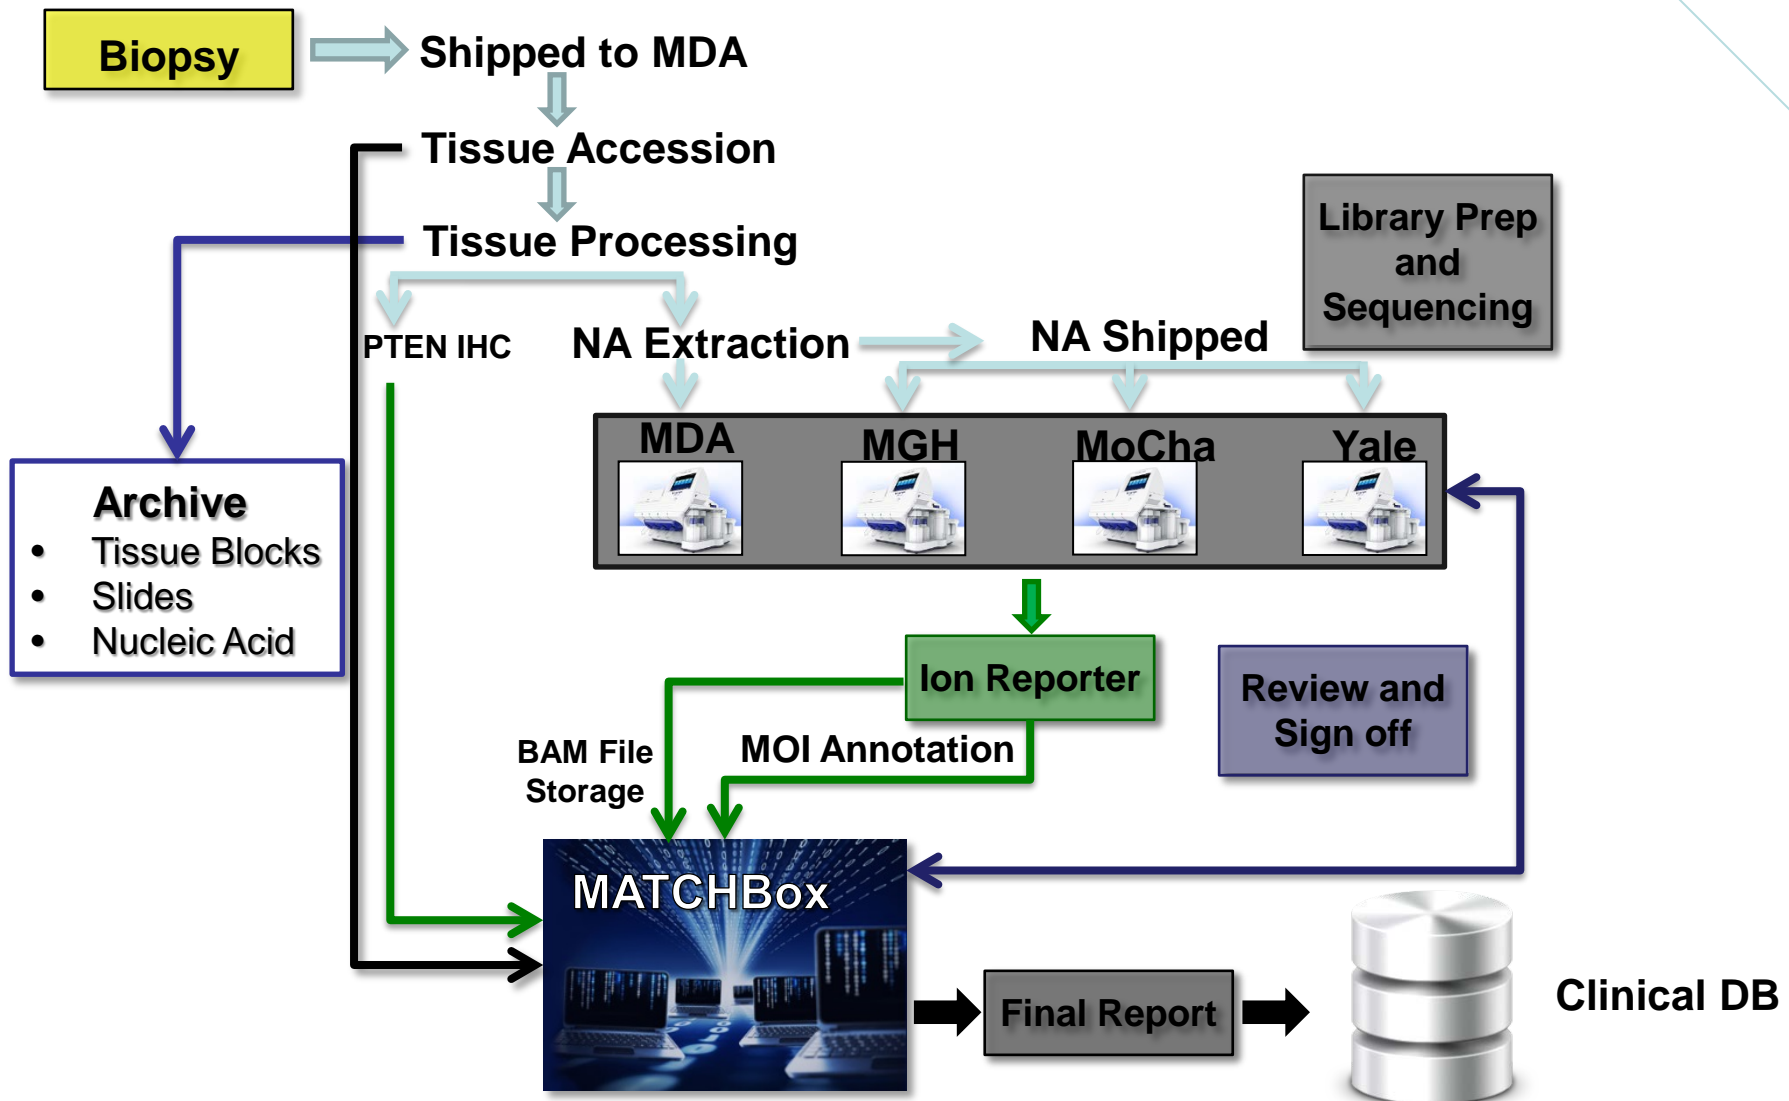 Biopsy
Shipped to MDA
Tissue Accession
Tissue Processing
Library Prep
and
Sequencing
PTEN IHC
NA Extraction
NA Shipped
MDA
MGH
MoCha
Yale
Archive
• Tissue Blocks
• Slides
• Nucleic Acid
Ion Reporter
Review and
Sign off
BAM File
Storage
MOI Annotation
MATCHBox
Final Report
Clinical DB